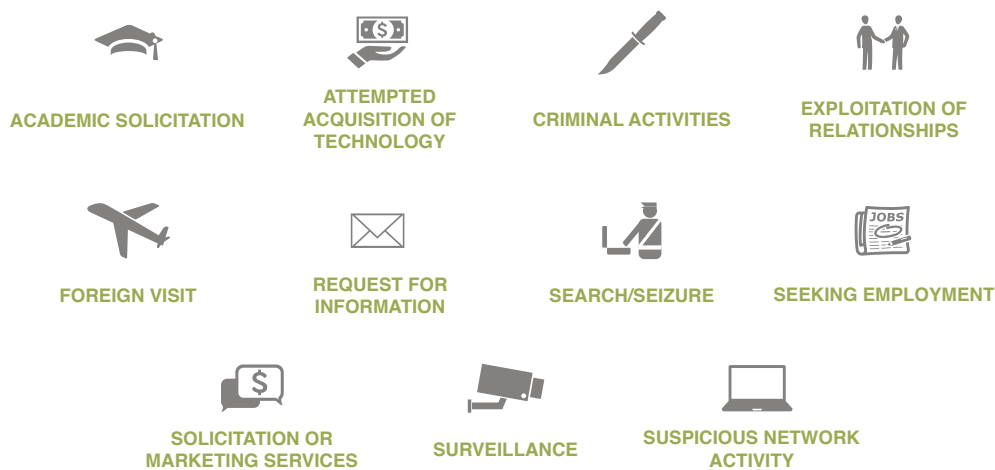 $
ACADEMIC SOLICITATION
ATTEMPTED
ACQUISITION OF
TECHNOLOGY
CRIMINAL ACTIVITIES
EXPLOITATION OF
RELATIONSHIPS
JOBS
FOREIGN VISIT
REQUEST FOR
INFORMATION
SEARCH/SEIZURE
SEEKING EMPLOYMENT
$
SOLICITATION OR
MARKETING SERVICES
SURVEILLANCE
SUSPICIOUS NETWORK
ACTIVITY